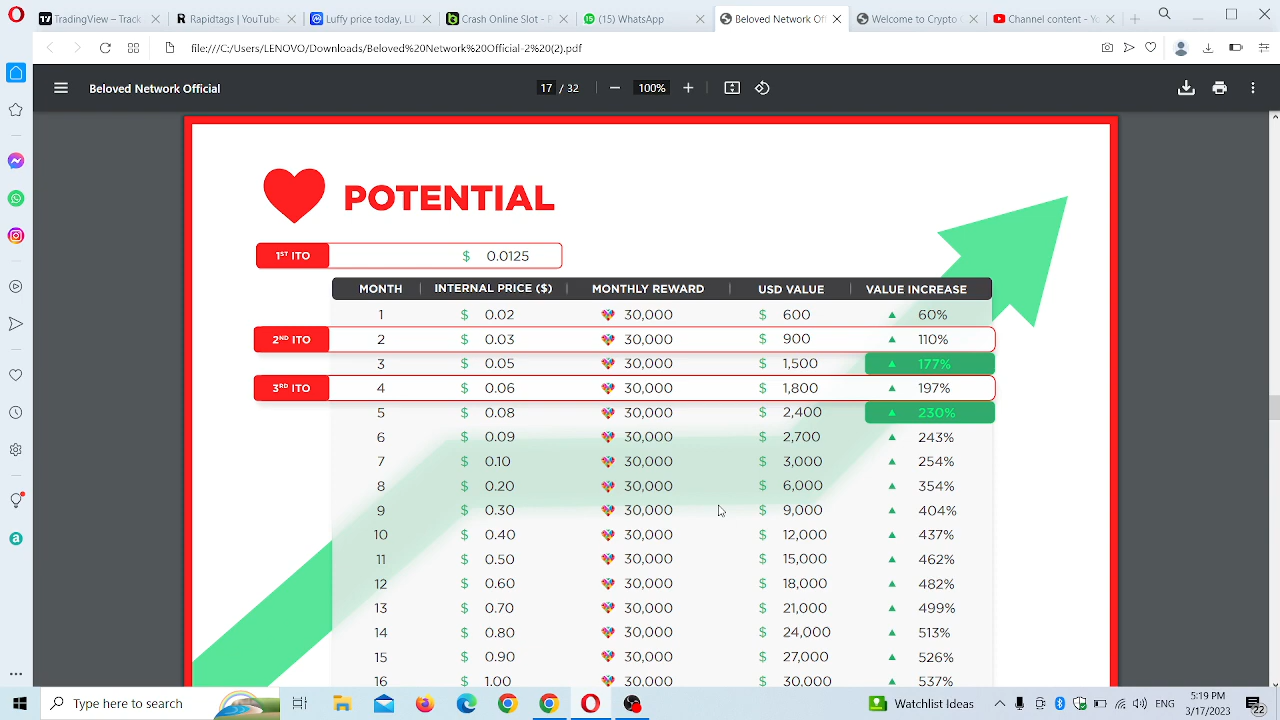 TradingView – Track
Rapidtags | YouTube
Luffy price today, LU
Crash Online Slot - P
(15) WhatsApp
Beloved Network Off
Welcome to Crypto
Channel content - Yo
file:///C:/Users/LENOVO/Downloads/Beloved%20Network%20Official-2%20(2).pdf
Beloved Network Official
17 / 32
100%
POTENTIAL
1ST ITO $ 0.0125
MONTH | INTERNAL PRICE ($) | MONTHLY REWARD | USD VALUE | VALUE INCREASE
1 $ 0.02 30,000 $ 600 ▲ 60%
2ND ITO 2 $ 0.03 30,000 $ 900 ▲ 110%
3 $ 0.05 30,000 $ 1,500 ▲ 177%
3RD ITO 4 $ 0.06 30,000 $ 1,800 ▲ 197%
5 $ 0.08 30,000 $ 2,400 ▲ 230%
6 $ 0.09 30,000 $ 2,700 ▲ 243%
7 $ 0.10 30,000 $ 3,000 ▲ 254%
8 $ 0.20 30,000 $ 6,000 ▲ 354%
9 $ 0.30 30,000 $ 9,000 ▲ 404%
10 $ 0.40 30,000 $ 12,000 ▲ 437%
11 $ 0.50 30,000 $ 15,000 ▲ 462%
12 $ 0.60 30,000 $ 18,000 ▲ 482%
13 $ 0.70 30,000 $ 21,000 ▲ 499%
14 $ 0.80 30,000 $ 24,000 ▲ 513%
15 $ 0.90 30,000 $ 27,000 ▲ 526%
16 $ 1.00 30,000 $ 30,000 ▲ 537%
Type here to search
Watchlist Ideas
ENG
5:19 PM
3/17/2023
22